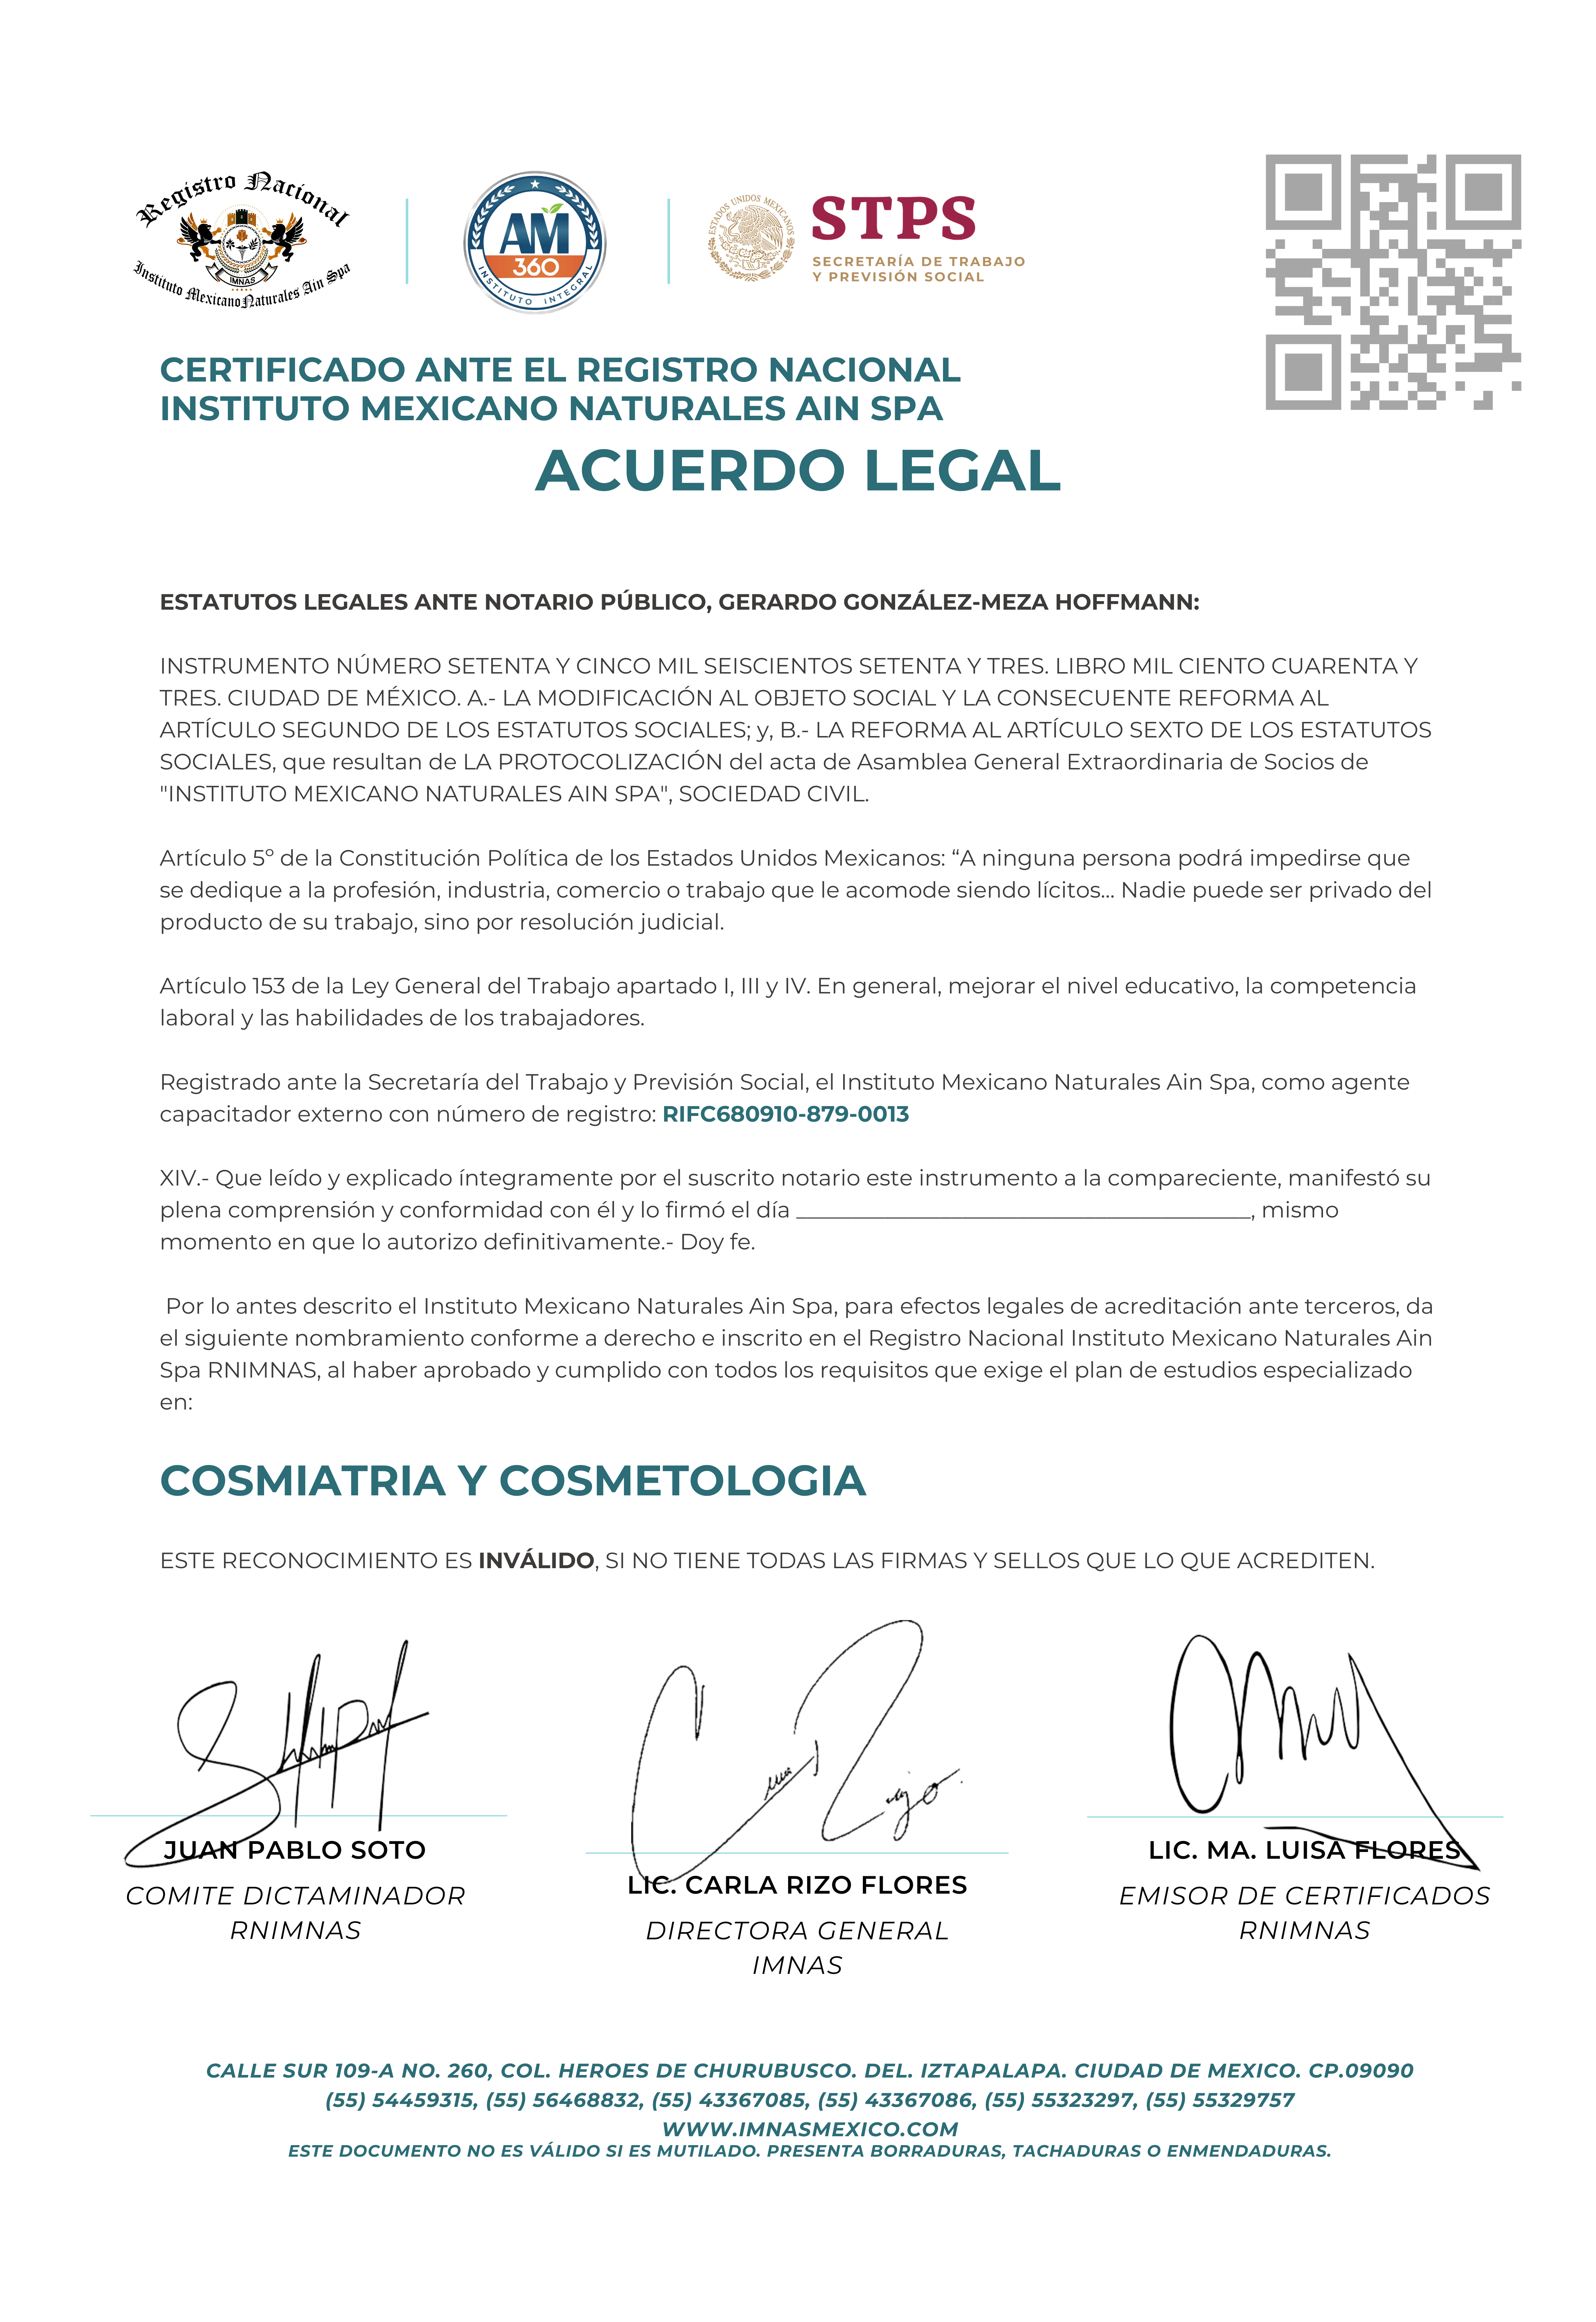 Registro Nacional
IMNAS
Instituto Mexicano Naturales Ain Spa
AM
360
INSTITUTO INTEGRAL
ESTADOS UNIDOS MEXICANOS
STPS
SECRETARÍA DE TRABAJO
Y PREVISIÓN SOCIAL
CERTIFICADO ANTE EL REGISTRO NACIONAL
INSTITUTO MEXICANO NATURALES AIN SPA
ACUERDO LEGAL
ESTATUTOS LEGALES ANTE NOTARIO PÚBLICO, GERARDO GONZÁLEZ-MEZA HOFFMANN:
INSTRUMENTO NÚMERO SETENTA Y CINCO MIL SEISCIENTOS SETENTA Y TRES. LIBRO MIL CIENTO CUARENTA Y
TRES. CIUDAD DE MÉXICO. A.- LA MODIFICACIÓN AL OBJETO SOCIAL Y LA CONSECUENTE REFORMA AL
ARTÍCULO SEGUNDO DE LOS ESTATUTOS SOCIALES; y, B.- LA REFORMA AL ARTÍCULO SEXTO DE LOS ESTATUTOS
SOCIALES, que resultan de LA PROTOCOLIZACIÓN del acta de Asamblea General Extraordinaria de Socios de
"INSTITUTO MEXICANO NATURALES AIN SPA", SOCIEDAD CIVIL.
Artículo 5º de la Constitución Política de los Estados Unidos Mexicanos: “A ninguna persona podrá impedirse que
se dedique a la profesión, industria, comercio o trabajo que le acomode siendo lícitos... Nadie puede ser privado del
producto de su trabajo, sino por resolución judicial.
Artículo 153 de la Ley General del Trabajo apartado I, III y IV. En general, mejorar el nivel educativo, la competencia
laboral y las habilidades de los trabajadores.
Registrado ante la Secretaría del Trabajo y Previsión Social, el Instituto Mexicano Naturales Ain Spa, como agente
capacitador externo con número de registro: RIFC680910-879-0013
XIV.- Que leído y explicado íntegramente por el suscrito notario este instrumento a la compareciente, manifestó su
plena comprensión y conformidad con él y lo firmó el día ______________________________________, mismo
momento en que lo autorizo definitivamente.- Doy fe.
Por lo antes descrito el Instituto Mexicano Naturales Ain Spa, para efectos legales de acreditación ante terceros, da
el siguiente nombramiento conforme a derecho e inscrito en el Registro Nacional Instituto Mexicano Naturales Ain
Spa RNIMNAS, al haber aprobado y cumplido con todos los requisitos que exige el plan de estudios especializado
en:
COSMIATRIA Y COSMETOLOGIA
ESTE RECONOCIMIENTO ES INVÁLIDO, SI NO TIENE TODAS LAS FIRMAS Y SELLOS QUE LO QUE ACREDITEN.
JUAN PABLO SOTO
COMITE DICTAMINADOR
RNIMNAS
LIC. CARLA RIZO FLORES
DIRECTORA GENERAL
IMNAS
LIC. MA. LUISA FLORES
EMISOR DE CERTIFICADOS
RNIMNAS
CALLE SUR 109-A NO. 260, COL. HEROES DE CHURUBUSCO. DEL. IZTAPALAPA. CIUDAD DE MEXICO. CP.09090
(55) 54459315, (55) 56468832, (55) 43367085, (55) 43367086, (55) 55323297, (55) 55329757
WWW.IMNASMEXICO.COM
ESTE DOCUMENTO NO ES VÁLIDO SI ES MUTILADO. PRESENTA BORRADURAS, TACHADURAS O ENMENDADURAS.